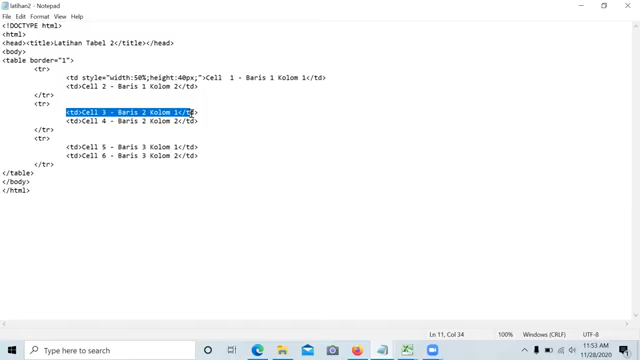 latihan2 - Notepad
File Edit Format View Help
<!DOCTYPE html>
<html>
<head><title>Latihan Tabel 2</title></head>
<body>
<table border="1">
<tr>
<td style="width:50%;height:40px;">Cell  1 - Baris 1 Kolom 1</td>
<td>Cell 2 - Baris 1 Kolom 2</td>
</tr>
<tr>
<td>Cell 3 - Baris 2 Kolom 1</td>
<td>Cell 4 - Baris 2 Kolom 2</td>
</tr>
<tr>
<td>Cell 5 - Baris 3 Kolom 1</td>
<td>Cell 6 - Baris 3 Kolom 2</td>
</tr>
</table>
</body>
</html>
Ln 11, Col 34 100% Windows (CRLF) UTF-8
Type here to search
11:53 AM
11/28/2020